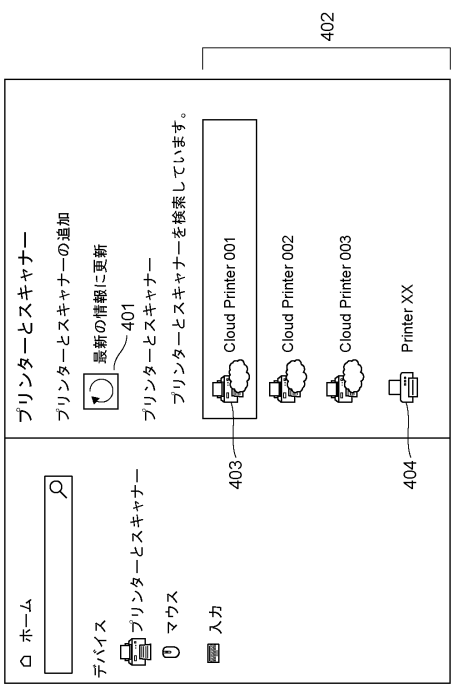 ホーム
デバイス
プリンターとスキャナー
マウス
入力
プリンターとスキャナー
プリンターとスキャナーの追加
最新の情報に更新
401
プリンターとスキャナー
プリンターとスキャナーを検索しています。
402
Cloud Printer 001
403
Cloud Printer 002
Cloud Printer 003
Printer XX
404